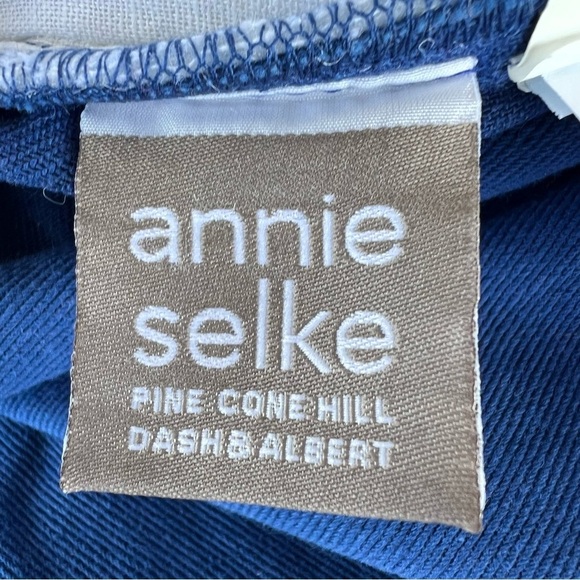 annie
selke
PINE CONE HILL
DASH & ALBERT